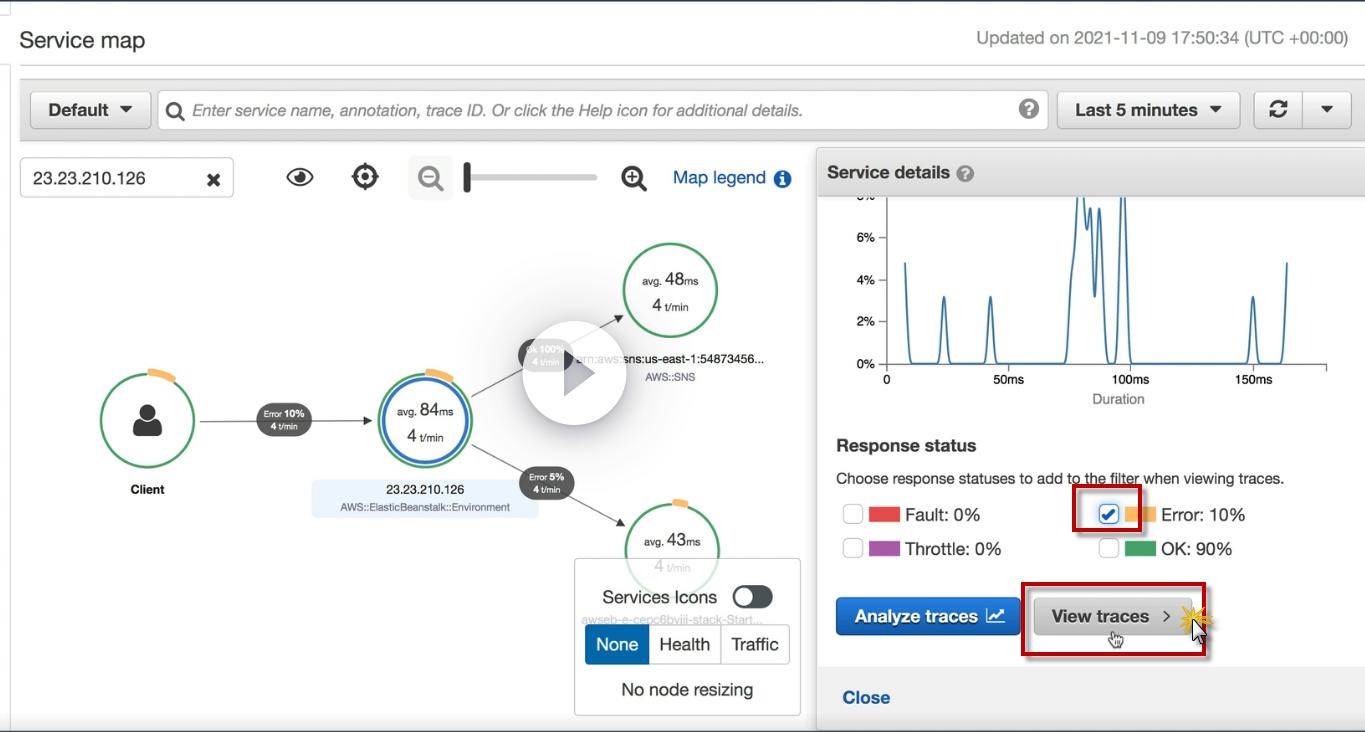 Service map
Updated on 2021-11-09 17:50:34 (UTC +00:00)
Default
Enter service name, annotation, trace ID. Or click the Help icon for additional details.
?
Last 5 minutes
23.23.210.126
Map legend
i
Service details
?
6%
4%
2%
0%
0
50ms
100ms
150ms
Duration
avg. 48ms
4 t/min
Ok 100%
4 t/min
arn:aws:sns:us-east-1:54873456...
AWS::SNS
Error 10%
4 t/min
Client
avg. 84ms
4 t/min
23.23.210.126
AWS::ElasticBeanstalk::Environment
Error 5%
4 t/min
avg. 43ms
4 t/min
awseb-e-cepc6bviii-stack-Start...
Services Icons
None
Health
Traffic
No node resizing
Response status
Choose response statuses to add to the filter when viewing traces.
Fault: 0%
Error: 10%
Throttle: 0%
OK: 90%
Analyze traces
View traces
Close